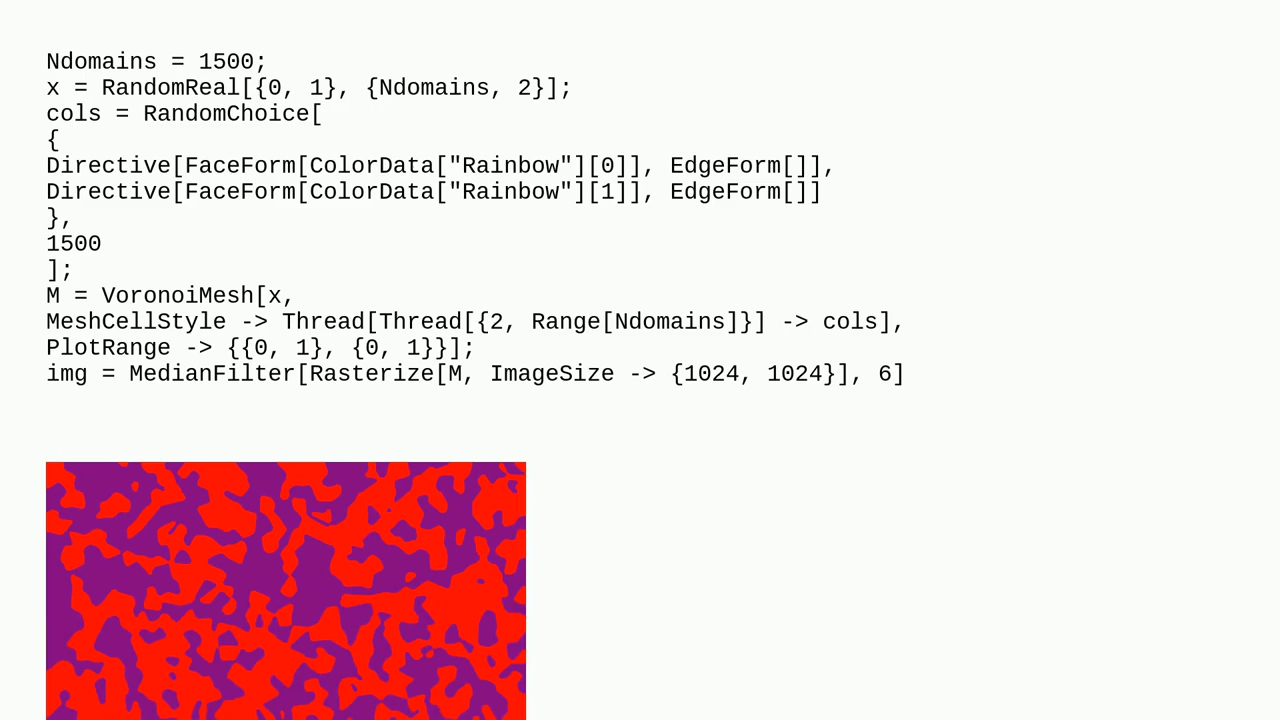 Ndomains = 1500;
x = RandomReal[{0, 1}, {Ndomains, 2}];
cols = RandomChoice[
{
Directive[FaceForm[ColorData["Rainbow"][0]], EdgeForm[]],
Directive[FaceForm[ColorData["Rainbow"][1]], EdgeForm[]]
},
1500
];
M = VoronoiMesh[x,
MeshCellStyle -> Thread[Thread[{2, Range[Ndomains]}] -> cols],
PlotRange -> {{0, 1}, {0, 1}}];
img = MedianFilter[Rasterize[M, ImageSize -> {1024, 1024}], 6]